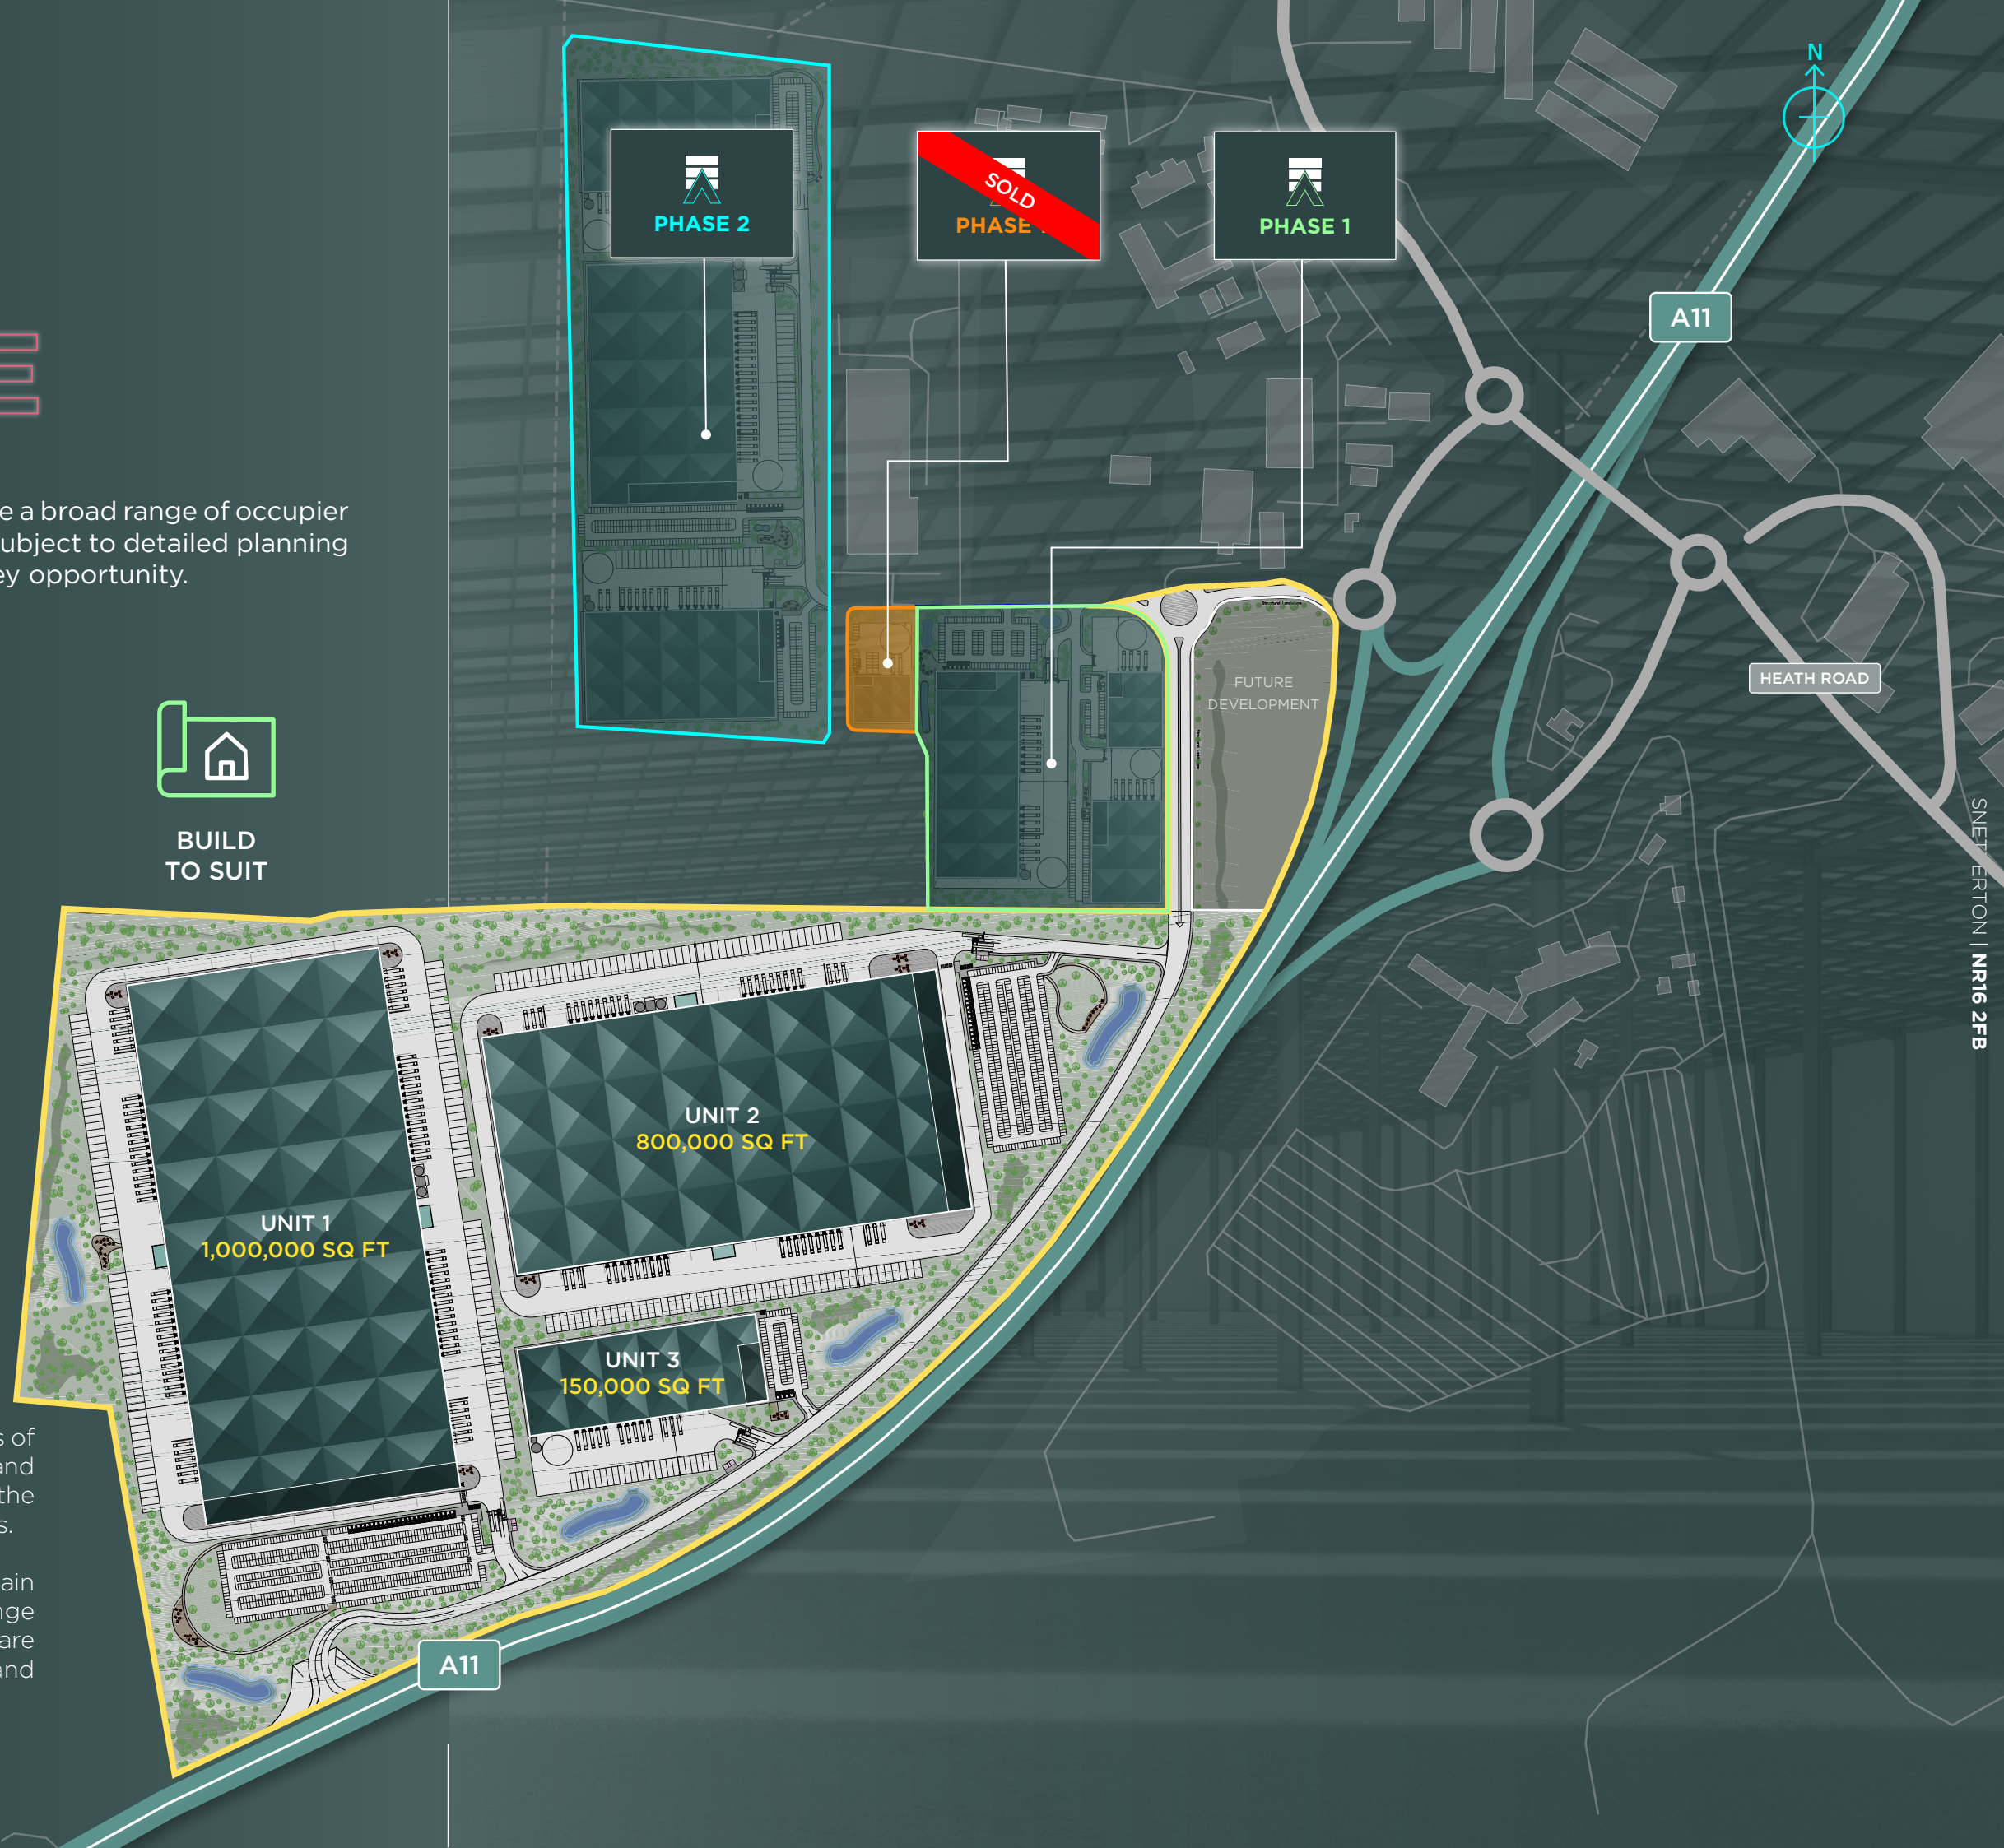 N
PHASE 2
SOLD
PHASE
PHASE 1
A11
E
e a broad range of occupier
ubject to detailed planning
ey opportunity.
HEATH ROAD
FUTURE
DEVELOPMENT
BUILD
TO SUIT
SNETTERTON | NR16 2FB
UNIT 2
800,000 SQ FT
UNIT 1
1,000,000 SQ FT
UNIT 3
150,000 SQ FT
s of
and
the
s.
ain
nge
are
and
A11